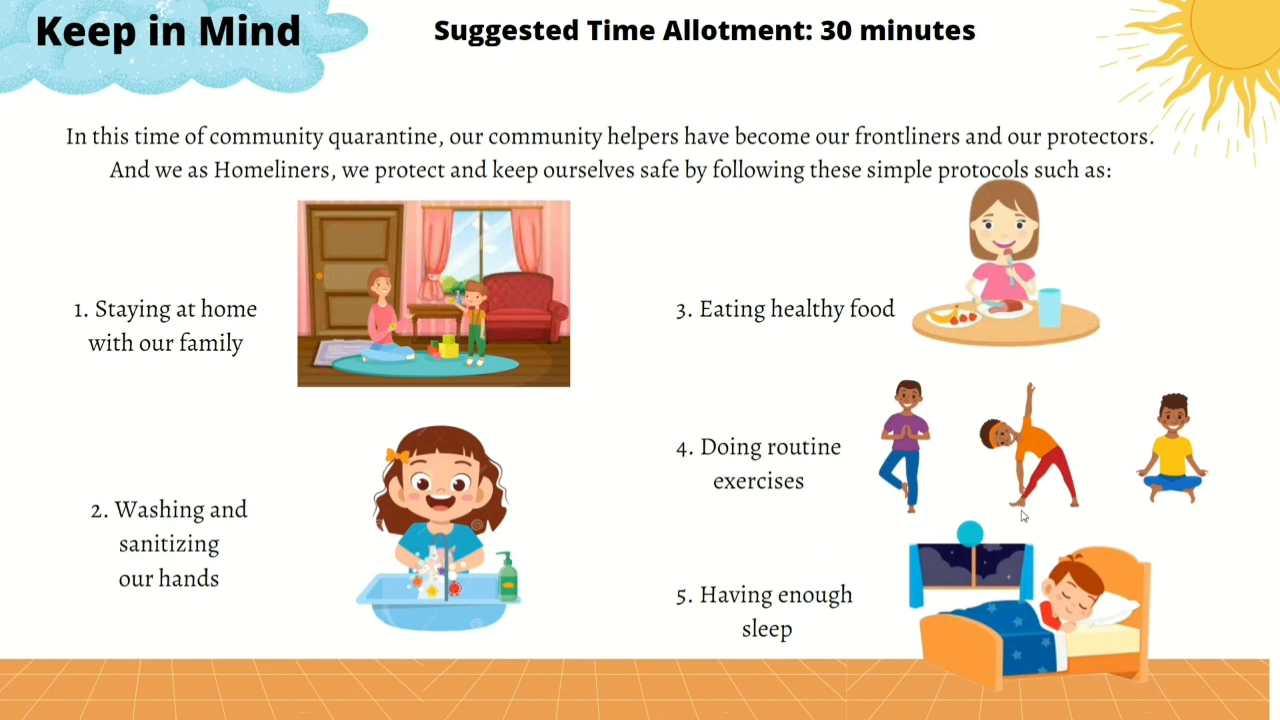 Keep in Mind
Suggested Time Allotment: 30 minutes
In this time of community quarantine, our community helpers have become our frontliners and our protectors.
And we as Homeliners, we protect and keep ourselves safe by following these simple protocols such as:
1. Staying at home
with our family
2. Washing and
sanitizing
our hands
3. Eating healthy food
4. Doing routine
exercises
5. Having enough
sleep